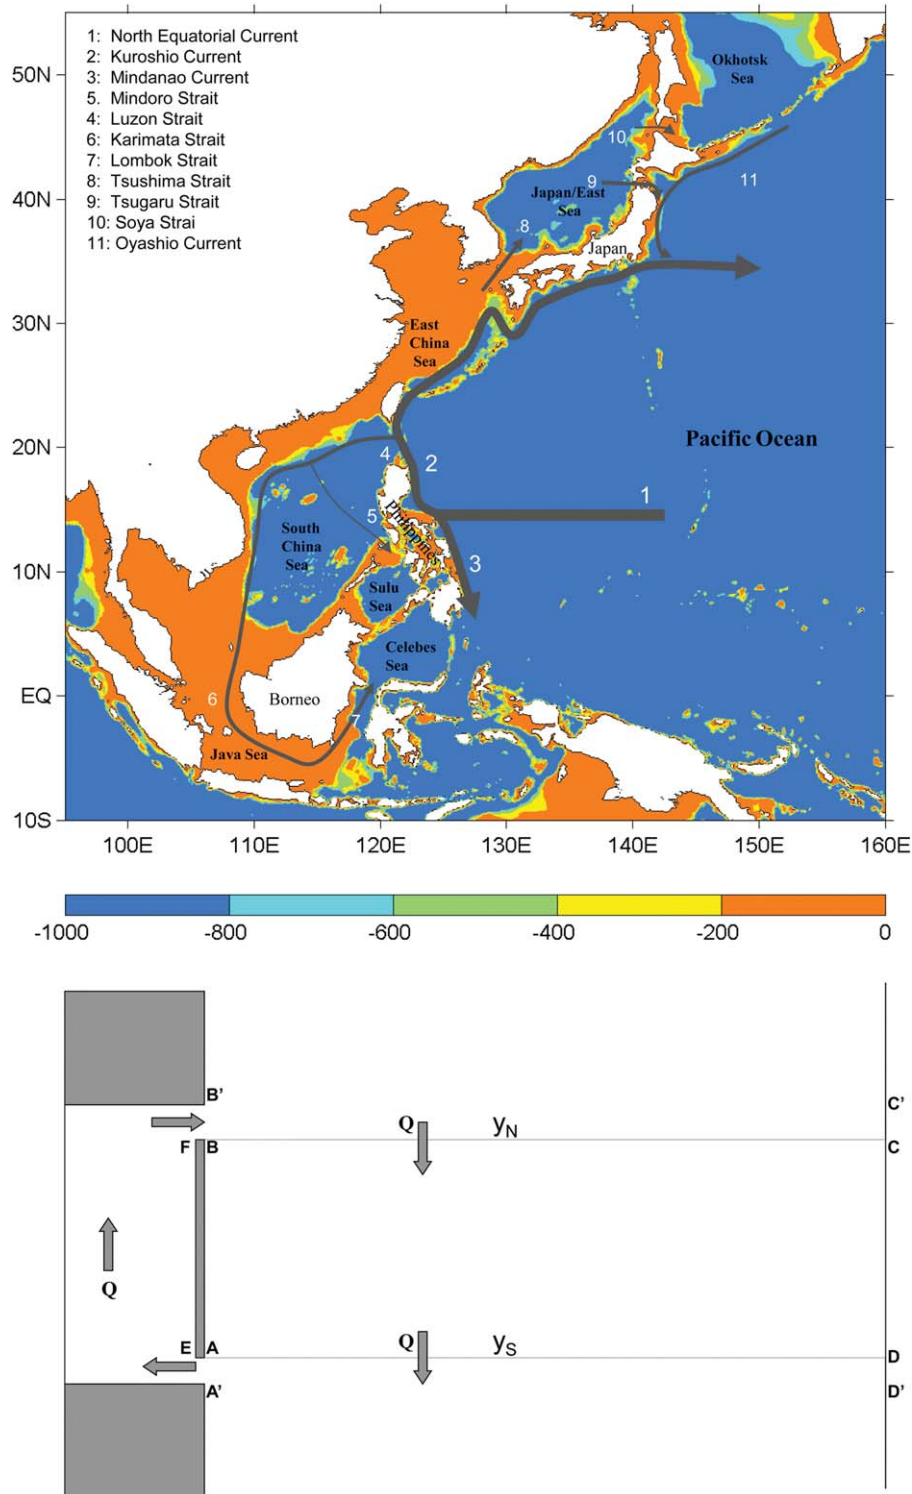 1: North Equatorial Current
2: Kuroshio Current
3: Mindanao Current
5. Mindoro Strait
4: Luzon Strait
6: Karimata Strait
7: Lombok Strait
8: Tsushima Strait
9: Tsugaru Strait
10: Soya Strai
11: Oyashio Current
50N
40N
30N
20N
10N
EQ
10S
Okhotsk
Sea
10
11
9
Japan/East
Sea
8
Japan
East
China
Sea
Pacific Ocean
4
2
1
5
Philippines
3
South
China
Sea
Sulu
Sea
Celebes
Sea
6
Borneo
7
Java Sea
100E 110E 120E 130E 140E 150E 160E
-1000 -800 -600 -400 -200 0
B' C'
Q yN
F B C
Q
Q yS
E A D
A' D'